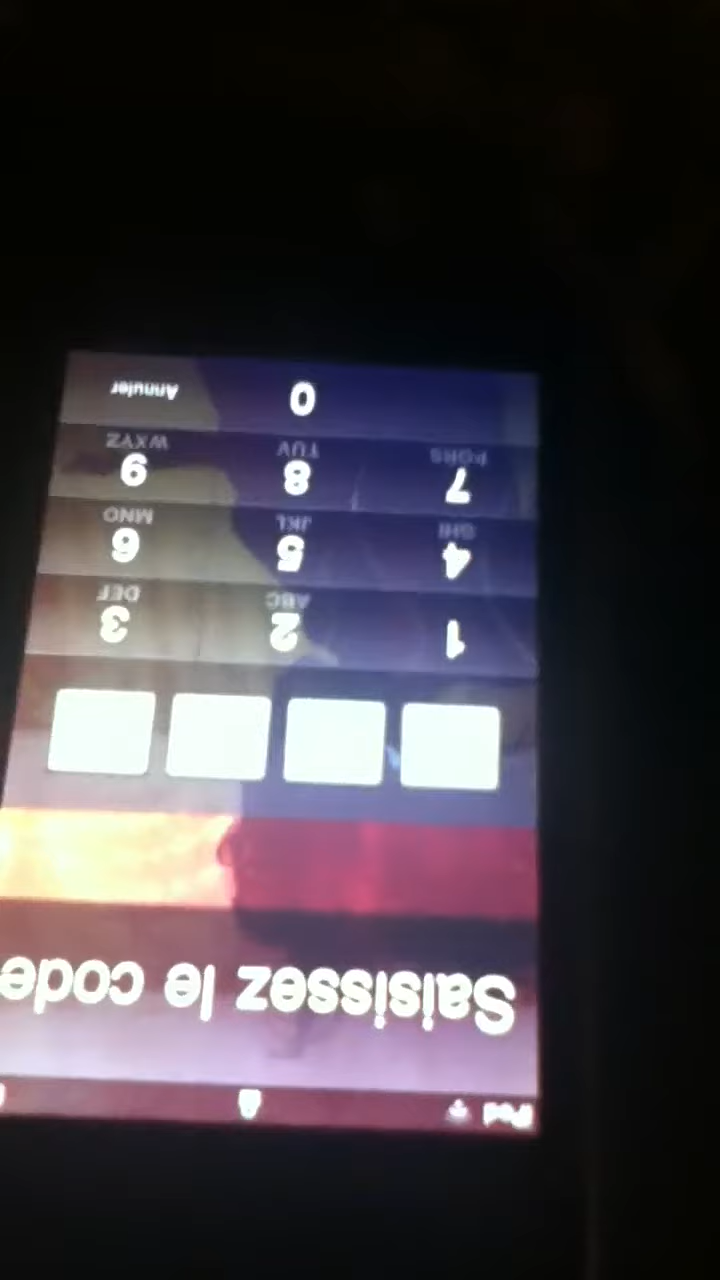 iPod
Saisissez le code
1 2 3
ABC DEF
4 5 6
GHI JKL MNO
7 8 9
PQRS TUV WXYZ
0 Annuler